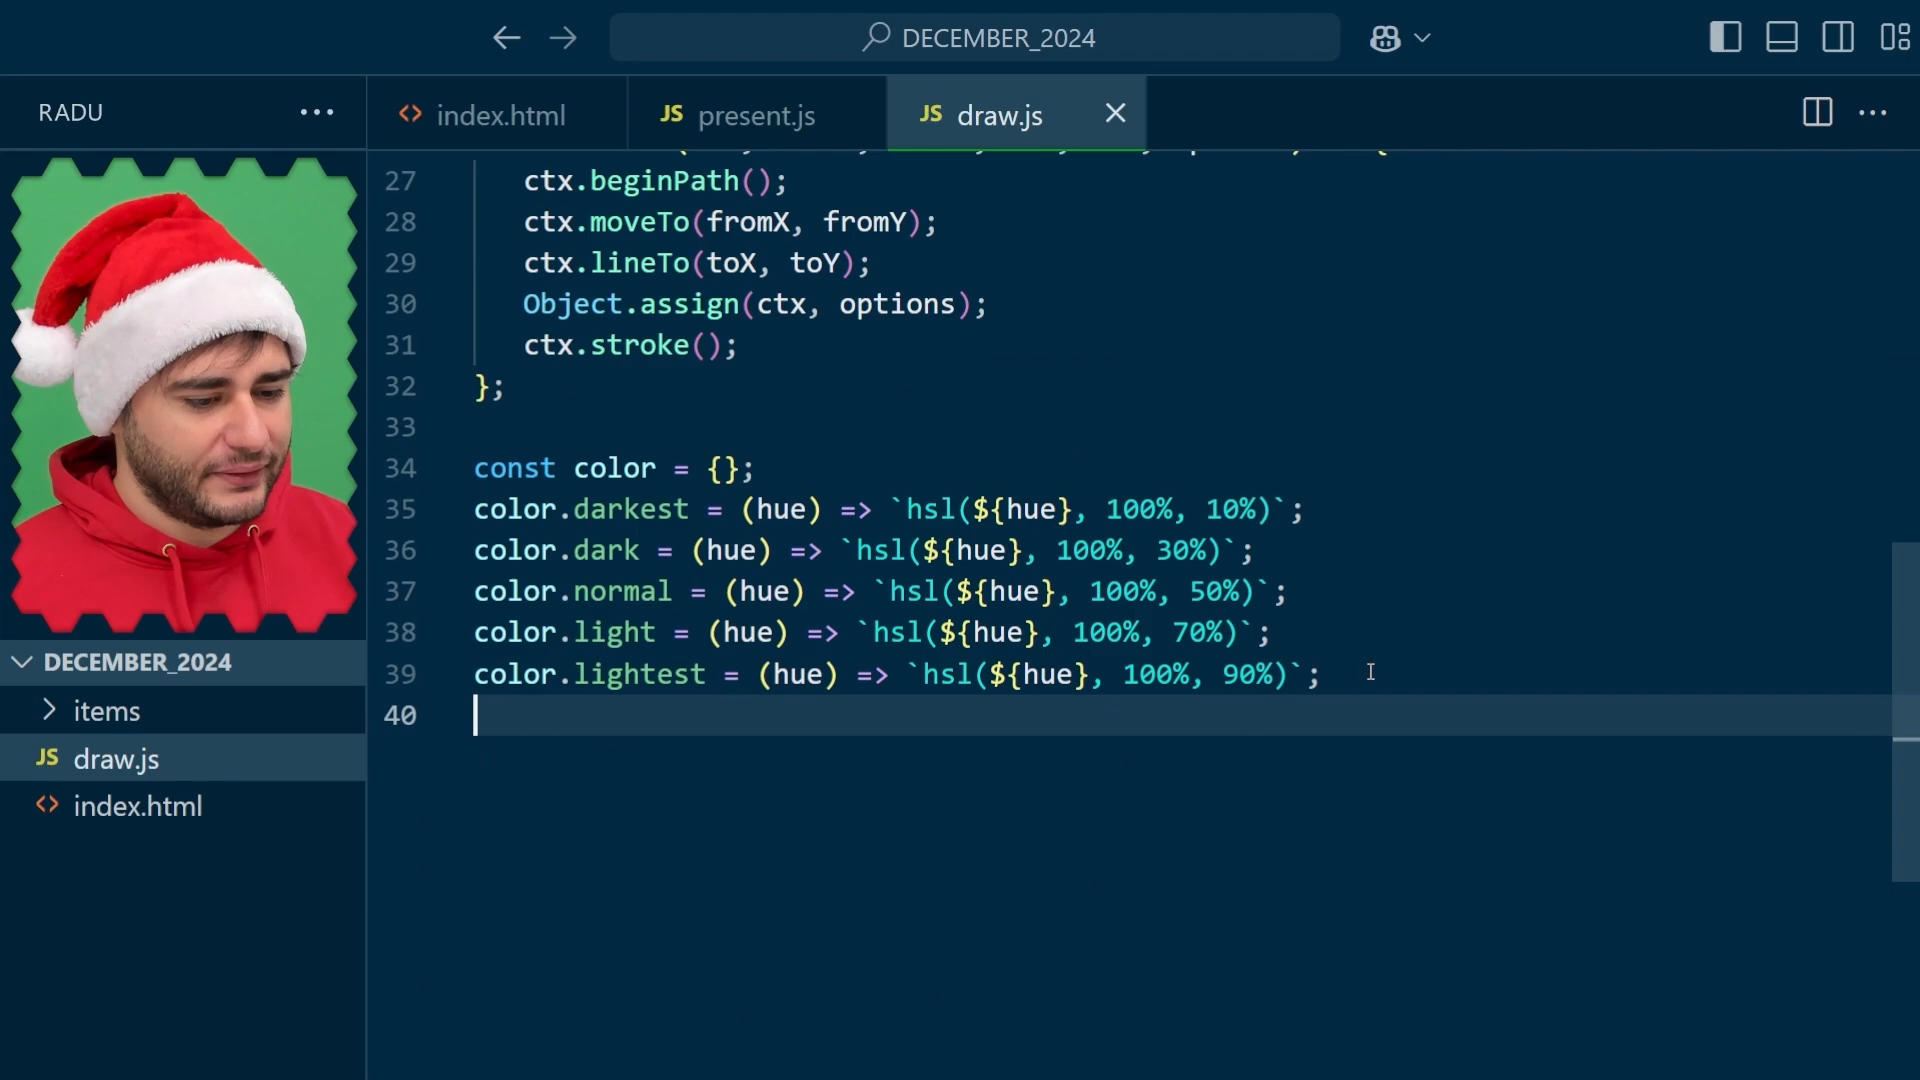 DECEMBER_2024
RADU
index.html
JS present.js
JS draw.js
27 ctx.beginPath();
28 ctx.moveTo(fromX, fromY);
29 ctx.lineTo(toX, toY);
30 Object.assign(ctx, options);
31 ctx.stroke();
32 };
33
34 const color = {};
35 color.darkest = (hue) => `hsl(${hue}, 100%, 10%)`;
36 color.dark = (hue) => `hsl(${hue}, 100%, 30%)`;
37 color.normal = (hue) => `hsl(${hue}, 100%, 50%)`;
38 color.light = (hue) => `hsl(${hue}, 100%, 70%)`;
39 color.lightest = (hue) => `hsl(${hue}, 100%, 90%)`;
40
DECEMBER_2024
items
JS draw.js
index.html